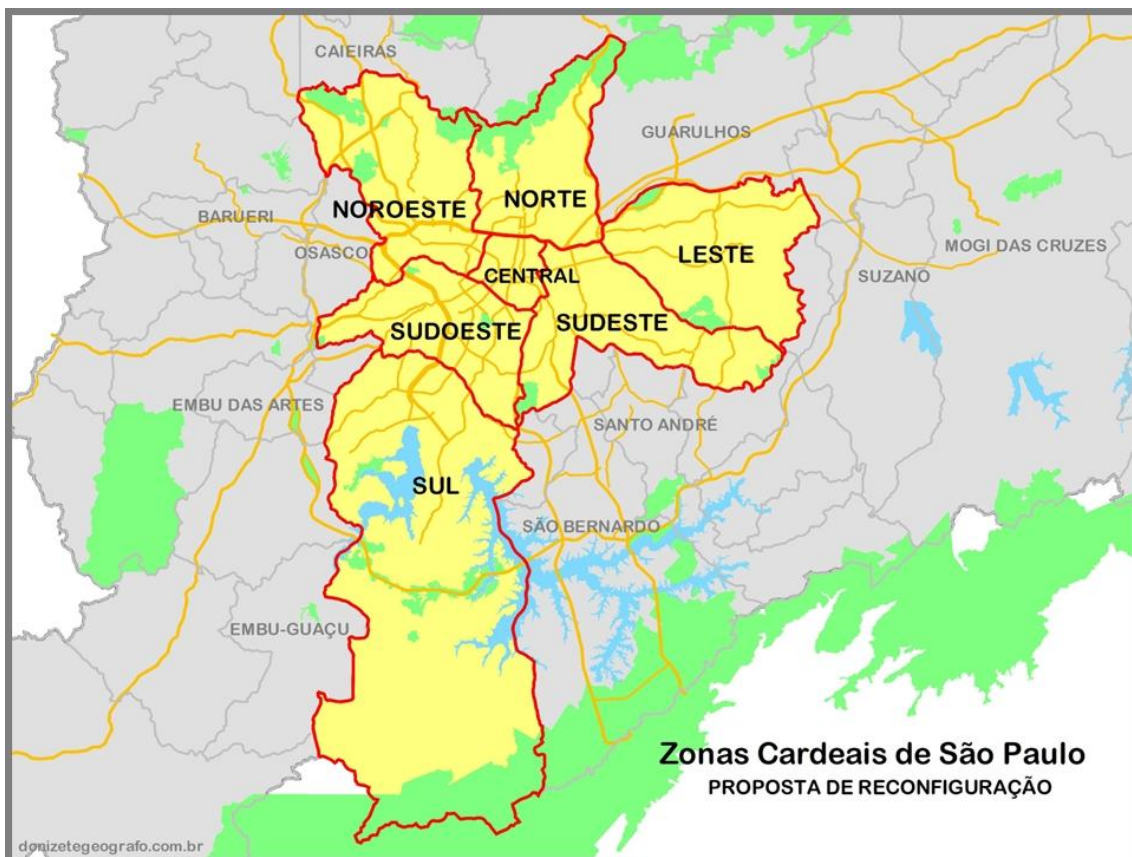 CAIEIRAS
GUARULHOS
NORTE
NOROESTE
BARUERI
OSASCO
MOGI DAS CRUZES
LESTE
SUZANO
CENTRAL
SUDOESTE
SUDESTE
EMBU DAS ARTES
SANTO ANDRÉ
SUL
SÃO BERNARDO
EMBU-GUAÇU
Zonas Cardeais de São Paulo
PROPOSTA DE RECONFIGURAÇÃO
donizetegeografo.com.br